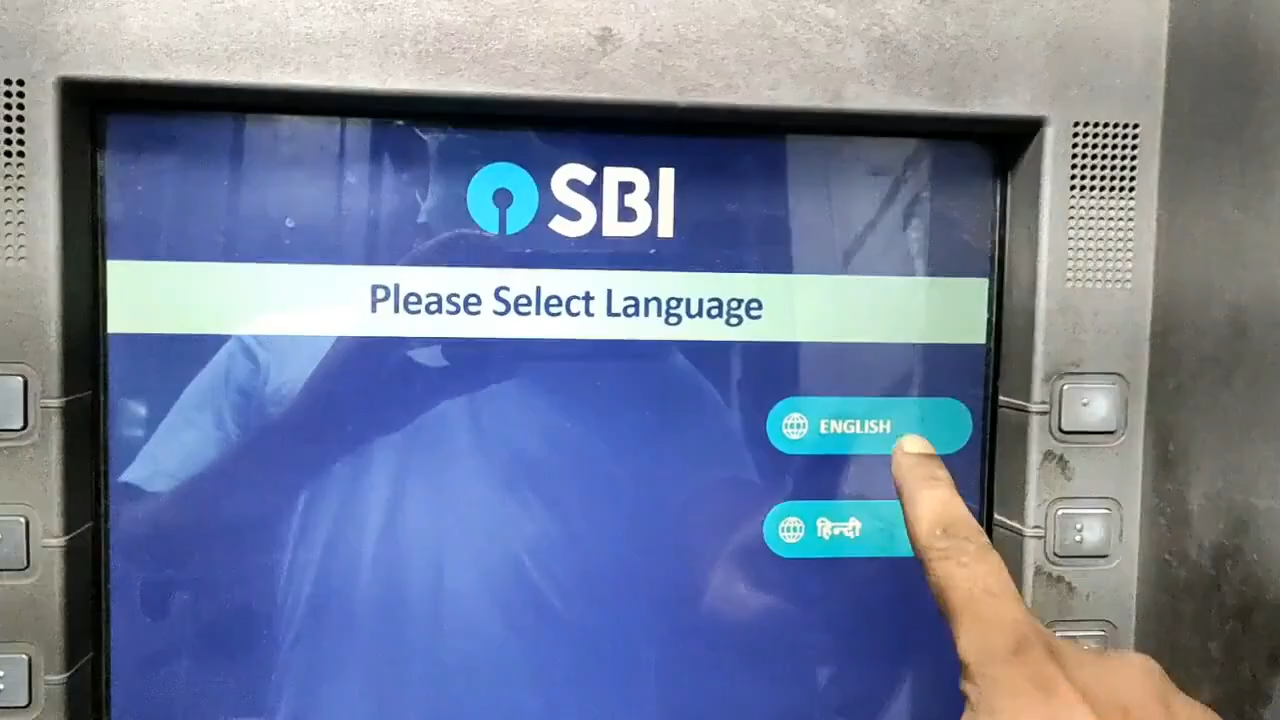 SBI
Please Select Language
ENGLISH
हिन्दी